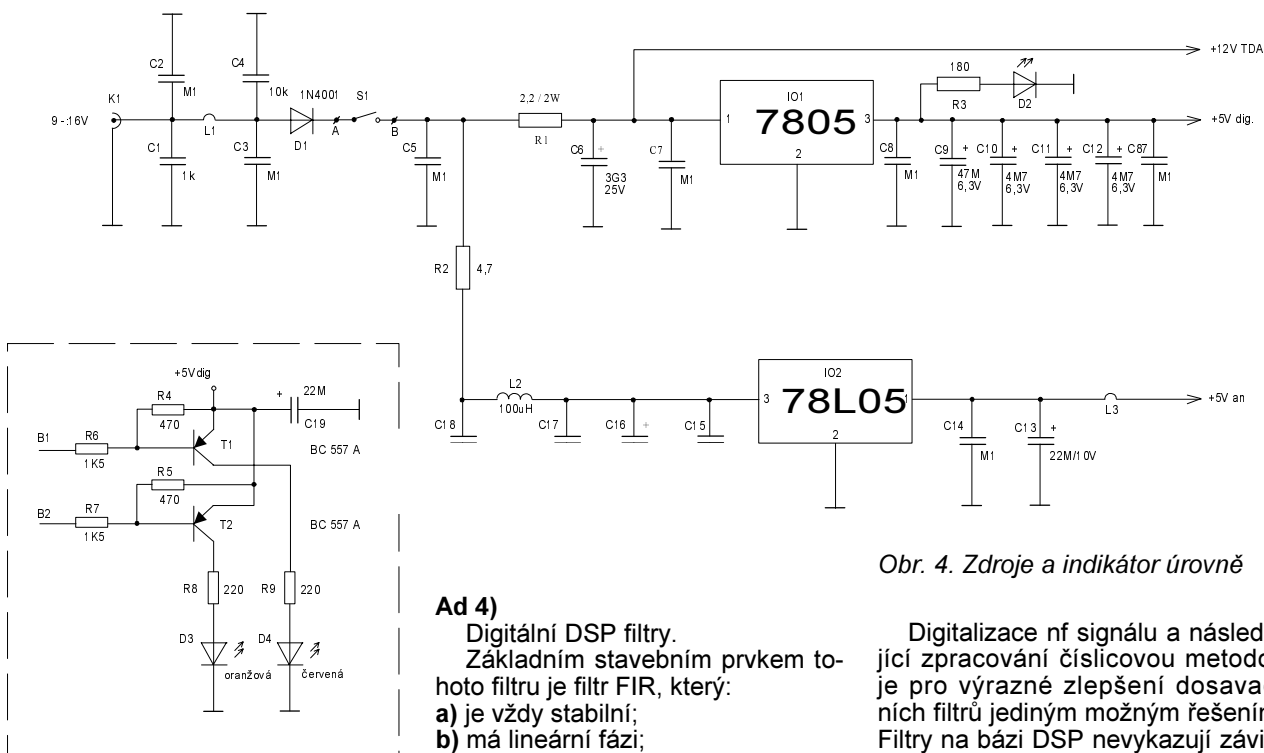 +12V TDA
C2
M1
C4
10k
1N4001
S1
180
R3
D2
K1
9 -:16V
L1
D1
A
B
2,2 / 2W
R1
IO1
7805
1
3
2
+5V dig.
C1
1k
C3
M1
C5
M1
C6
+
3G3
25V
C7
M1
C8
M1
C9
+
47M
6,3V
C10
+
4M7
6,3V
C11
+
4M7
6,3V
C12
+
4M7
6,3V
C87
M1
R2
4,7
L2
100uH
C18
C17
C16
+
C15
IO2
78L05
3
1
2
C14
M1
C13
+
22M/10V
L3
+5V an
+5Vdig
R4
470
+
22M
C19
B1
R6
1K5
T1
BC 557 A
R5
470
B2
R7
1K5
T2
BC 557 A
R8
220
R9
220
D3
oranžová
D4
červená
Obr. 4. Zdroje a indikátor úrovně
Ad 4)
Digitální DSP filtry.
Základním stavebním prvkem to-
hoto filtru je filtr FIR, který:
a) je vždy stabilní;
b) má lineární fázi;
Digitalizace nf signálu a násled
jící zpracování číslicovou metodo
je pro výrazné zlepšení dosava
ních filtrů jediným možným řešení
Filtry na bázi DSP nevykazují závi